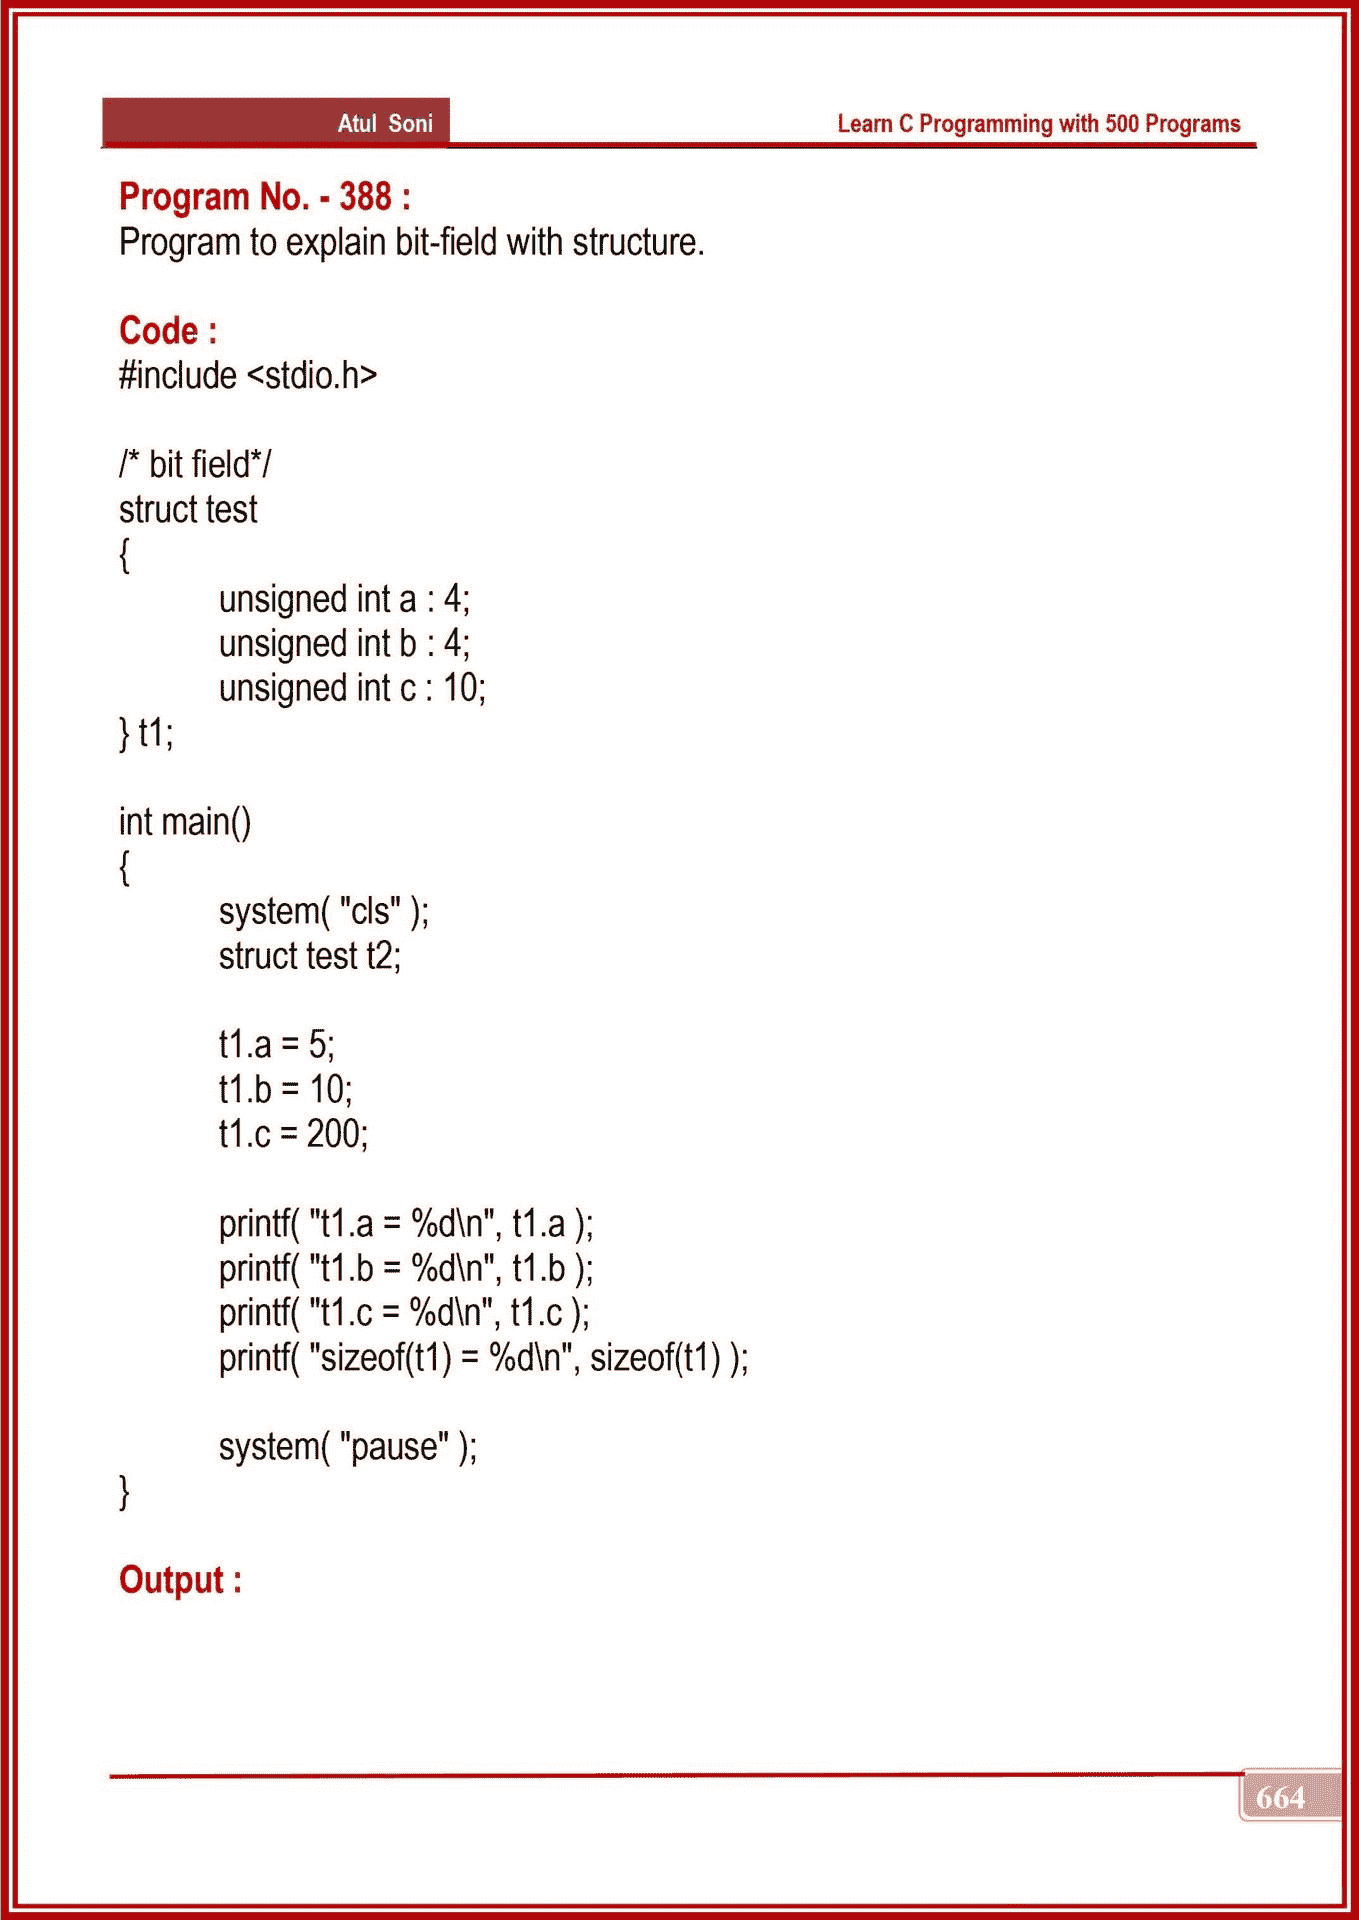 Atul Soni
Learn C Programming with 500 Programs
Program No. - 388 :
Program to explain bit-field with structure.
Code :
#include <stdio.h>
/* bit field*/
struct test
{
unsigned int a : 4;
unsigned int b : 4;
unsigned int c : 10;
} t1;
int main()
{
system( "cls" );
struct test t2;
t1.a = 5;
t1.b = 10;
t1.c = 200;
printf( "t1.a = %d\n", t1.a );
printf( "t1.b = %d\n", t1.b );
printf( "t1.c = %d\n", t1.c );
printf( "sizeof(t1) = %d\n", sizeof(t1) );
system( "pause" );
}
Output :
664